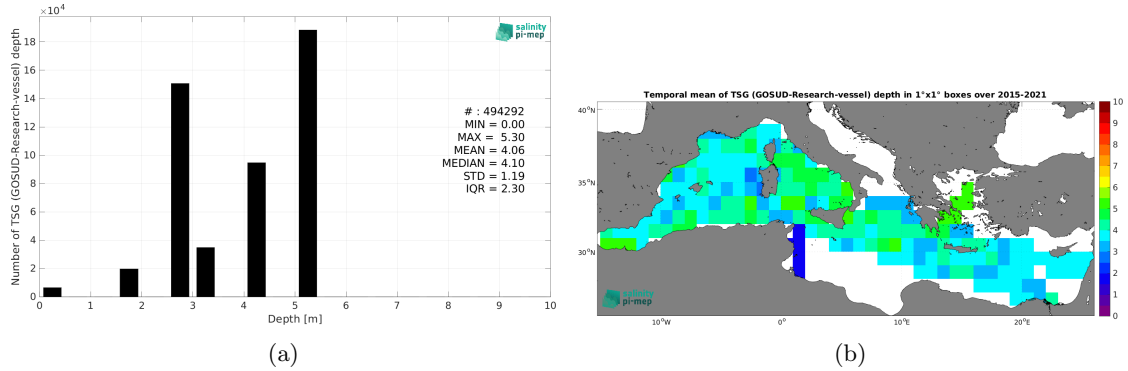 ×10⁴
18
16
14
12
10
8
6
4
2
0
Number of TSG (GOSUD-Research-vessel) depth
salinity
pi-mep
# : 494292
MIN = 0.00
MAX = 5.30
MEAN = 4.06
MEDIAN = 4.10
STD = 1.19
IQR = 2.30
0 1 2 3 4 5 6 7 8 9 10
Depth [m]
(a)
Temporal mean of TSG (GOSUD-Research-vessel) depth in 1°x1° boxes over 2015-2021
40°N
35°N
30°N
salinity
pi-mep
10°W 0° 10°E 20°E
10
9
8
7
6
5
4
3
2
1
0
(b)